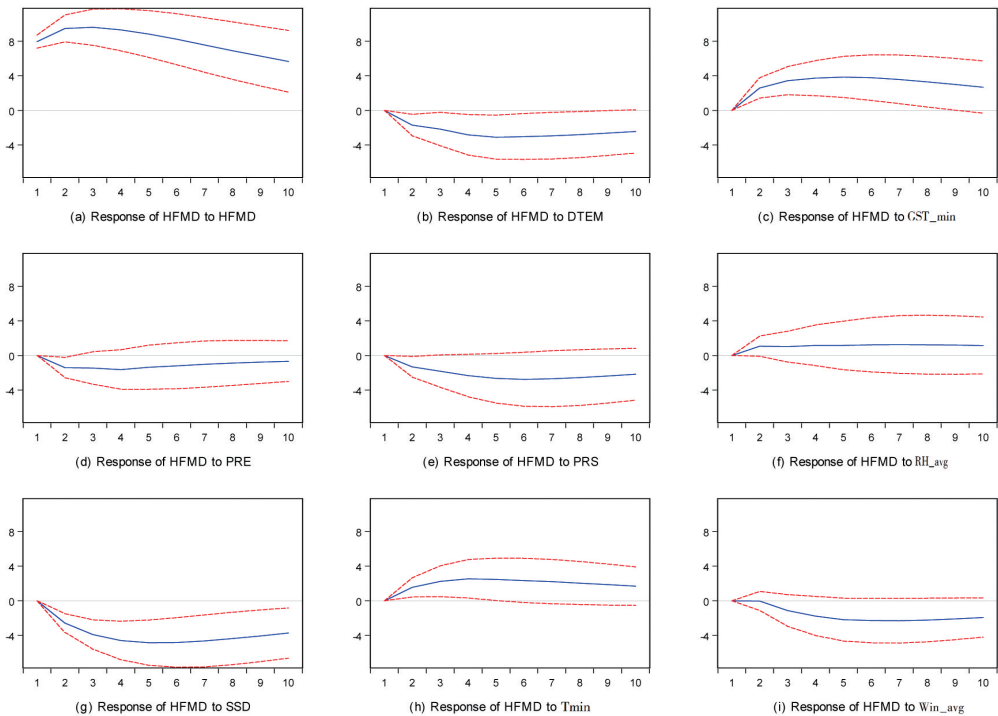 8
4
0
-4
1 2 3 4 5 6 7 8 9 10
(a) Response of HFMD to HFMD
8
4
0
-4
1 2 3 4 5 6 7 8 9 10
(b) Response of HFMD to DTEM
8
4
0
-4
1 2 3 4 5 6 7 8 9 10
(c) Response of HFMD to GST_min
8
4
0
-4
1 2 3 4 5 6 7 8 9 10
(d) Response of HFMD to PRE
8
4
0
-4
1 2 3 4 5 6 7 8 9 10
(e) Response of HFMD to PRS
8
4
0
-4
1 2 3 4 5 6 7 8 9 10
(f) Response of HFMD to RH_avg
8
4
0
-4
1 2 3 4 5 6 7 8 9 10
(g) Response of HFMD to SSD
8
4
0
-4
1 2 3 4 5 6 7 8 9 10
(h) Response of HFMD to Tmin
8
4
0
-4
1 2 3 4 5 6 7 8 9 10
(i) Response of HFMD to Win_avg